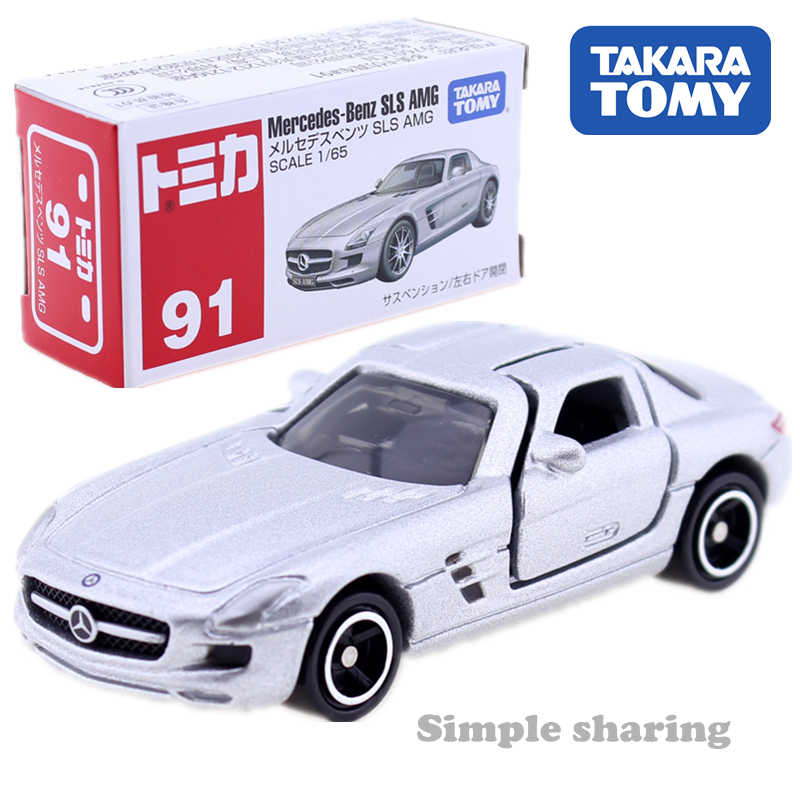 TAKARA
TOMY
Mercedes-Benz SLS AMG
メルセデスベンツ SLS AMG
SCALE 1/65
TAKARA
TOMY
トミカ
®
91
SLS AMG
サスペンション/左右ドア開閉
トミカ
91
メルセデスベンツ SLS AMG
Simple sharing